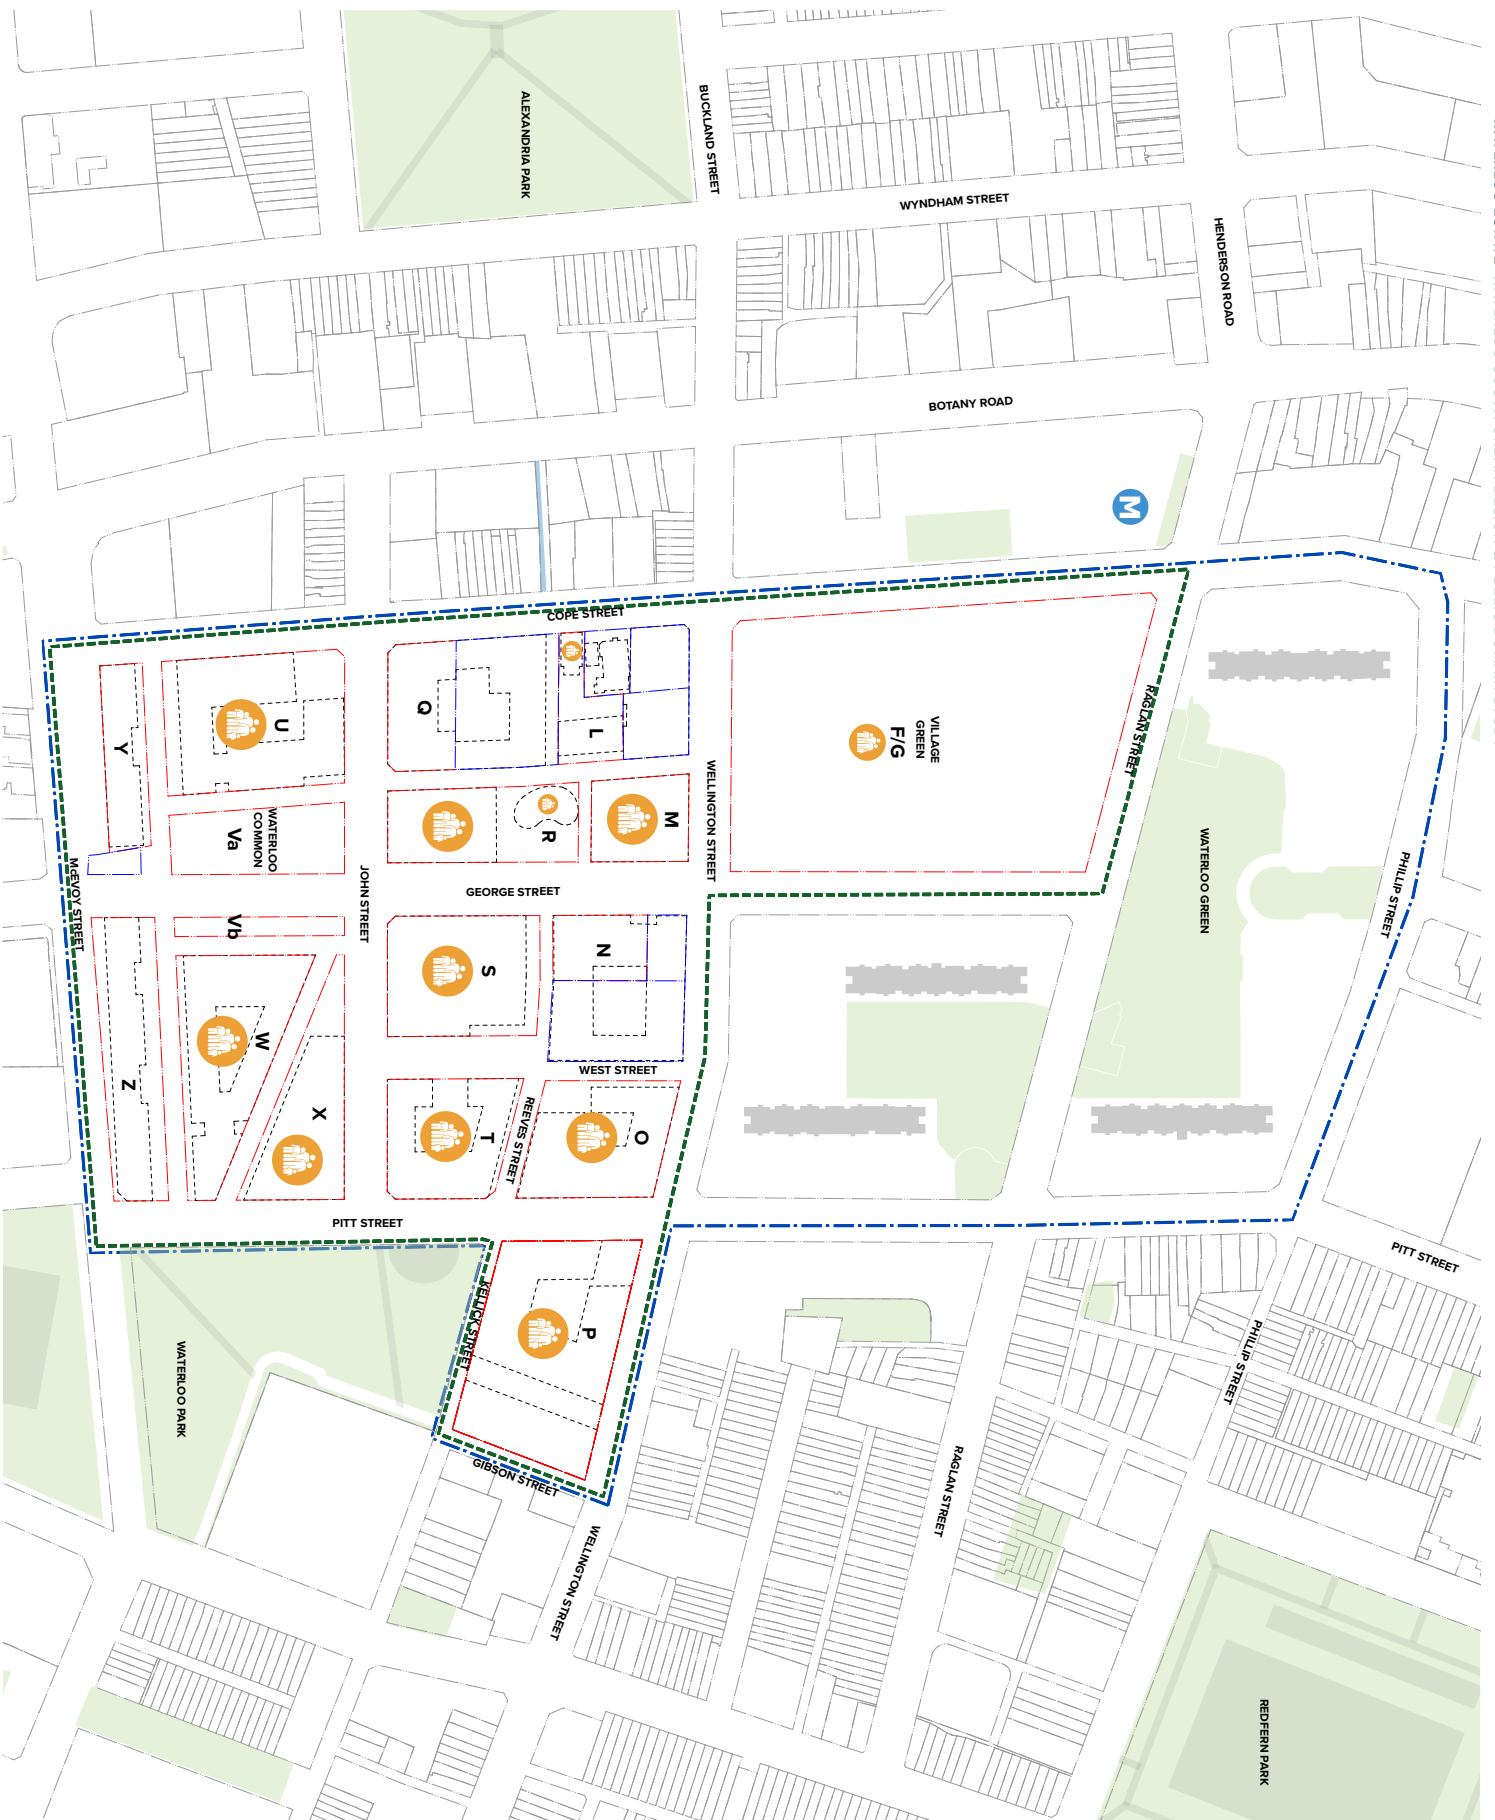 ALEXANDRIA PARK
BUCKLAND STREET
WYNDHAM STREET
HENDERSON ROAD
BOTANY ROAD
M
COPE STREET
RAGLAN STREET
Y
U
Q
L
VILLAGE
GREEN
F/G
WELLINGTON STREET
WATERLOO
COMMON
Va
R
M
WATERLOO GREEN
PHILLIP STREET
McEVOY STREET
JOHN STREET
GEORGE STREET
Vb
S
N
Z
W
X
WEST STREET
T
REEVES STREET
O
PITT STREET
PITT STREET
KELLICK STREET
P
WATERLOO PARK
PHILLIP STREET
GIBSON STREET
WELLINGTON STREET
RAGLAN STREET
REDFERN PARK